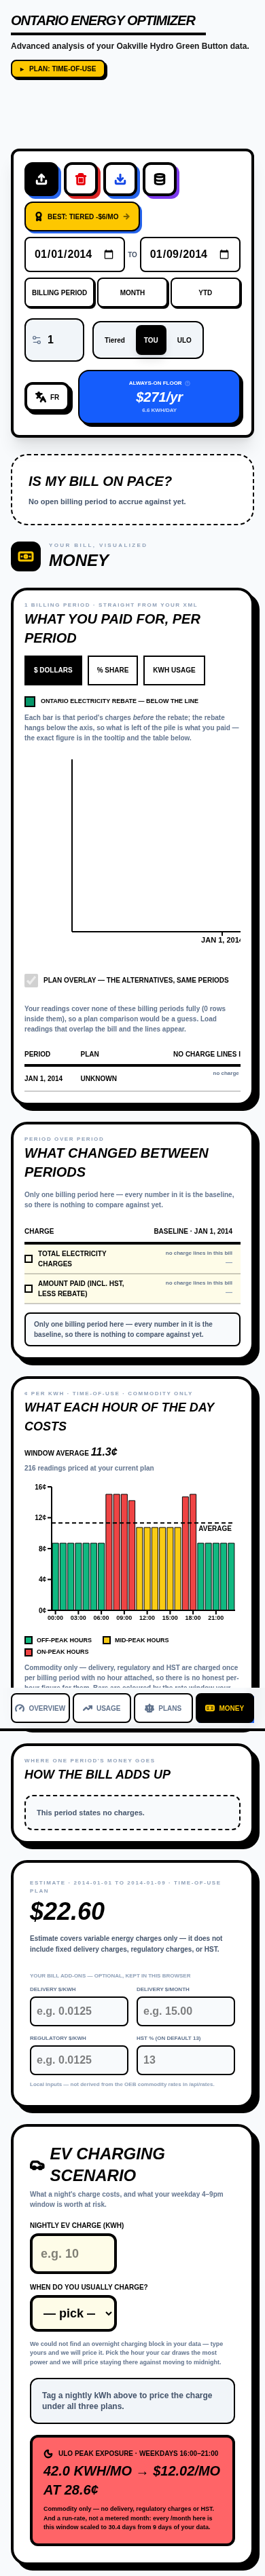 ONTARIO ENERGY OPTIMIZER
Advanced analysis of your Oakville Hydro Green Button data.
PLAN: TIME-OF-USE
BEST: TIERED -$6/MO →
01/01/2014 TO 01/09/2014
BILLING PERIOD MONTH YTD
1 Tiered TOU ULO
FR
ALWAYS-ON FLOOR
$271/yr
6.6 KWH/DAY
IS MY BILL ON PACE?
No open billing period to accrue against yet.
YOUR BILL, VISUALIZED
MONEY
1 BILLING PERIOD · STRAIGHT FROM YOUR XML
WHAT YOU PAID FOR, PER
PERIOD
$ DOLLARS % SHARE KWH USAGE
ONTARIO ELECTRICITY REBATE — BELOW THE LINE
Each bar is that period's charges before the rebate; the rebate
hangs below the axis, so what is left of the pile is what you pay —
the exact figure is in the tooltip and the table below.
JAN 1, 2014
PLAN OVERLAY — THE ALTERNATIVES, SAME PERIODS
Your readings cover none of these billing periods fully (0 rows
inside them), so a plan comparison would be a guess. Load
readings that overlap the bill and the lines appear.
PERIOD PLAN NO CHARGE LINES I
JAN 1, 2014 UNKNOWN no charge
PERIOD OVER PERIOD
WHAT CHANGED BETWEEN
PERIODS
Only one billing period here — every number in it is the baseline,
so there is nothing to compare against yet.
CHARGE BASELINE · JAN 1, 2014
TOTAL ELECTRICITY
CHARGES
no charge lines in this bill
—
AMOUNT PAID (INCL. HST,
LESS REBATE)
no charge lines in this bill
—
Only one billing period here — every number in it is the
baseline, so there is nothing to compare against yet.
¢ PER KWH · TIME-OF-USE · COMMODITY ONLY
WHAT EACH HOUR OF THE DAY
COSTS
WINDOW AVERAGE 11.3¢
216 readings priced at your current plan
16¢
12¢
8¢
4¢
0¢
AVERAGE
00:00 03:00 06:00 09:00 12:00 15:00 18:00 21:00
OFF-PEAK HOURS MID-PEAK HOURS
ON-PEAK HOURS
Commodity only — delivery, regulatory and HST are charged once
per billing period with no hour attached, so there is no honest per-
OVERVIEW USAGE PLANS MONEY
WHERE ONE PERIOD'S MONEY GOES
HOW THE BILL ADDS UP
This period states no charges.
ESTIMATE · 2014-01-01 TO 2014-01-09 · TIME-OF-USE
PLAN
$22.60
Estimate covers variable energy charges only — it does not
include fixed delivery charges, regulatory charges, or HST.
YOUR BILL ADD-ONS — OPTIONAL, KEPT IN THIS BROWSER
DELIVERY $/KWH DELIVERY $/MONTH
e.g. 0.0125 e.g. 15.00
REGULATORY $/KWH HST % (ON DEFAULT 13)
e.g. 0.0125 13
Local inputs — not derived from the OEB commodity rates in
EV CHARGING
SCENARIO
What a night's charge costs, and what your weekday 4–9pm
window is worth at risk.
NIGHTLY EV CHARGE (KWH)
e.g. 10
WHEN DO YOU USUALLY CHARGE?
— pick —
We could not find an overnight charging block in your data — type
yours and we will price it. Pick the hour your car draws the most
power and we will price staying there against moving to midnight.
Tag a nightly kWh above to price the charge
under all three plans.
ULO PEAK EXPOSURE · WEEKDAYS 16:00–21:00
42.0 KWH/MO → $12.02/MO
AT 28.6¢
Commodity only — no delivery, regulatory charges or HST.
And a run-rate, not a metered month: every /month here is
this window scaled to 30.4 days from 9 days of your data.